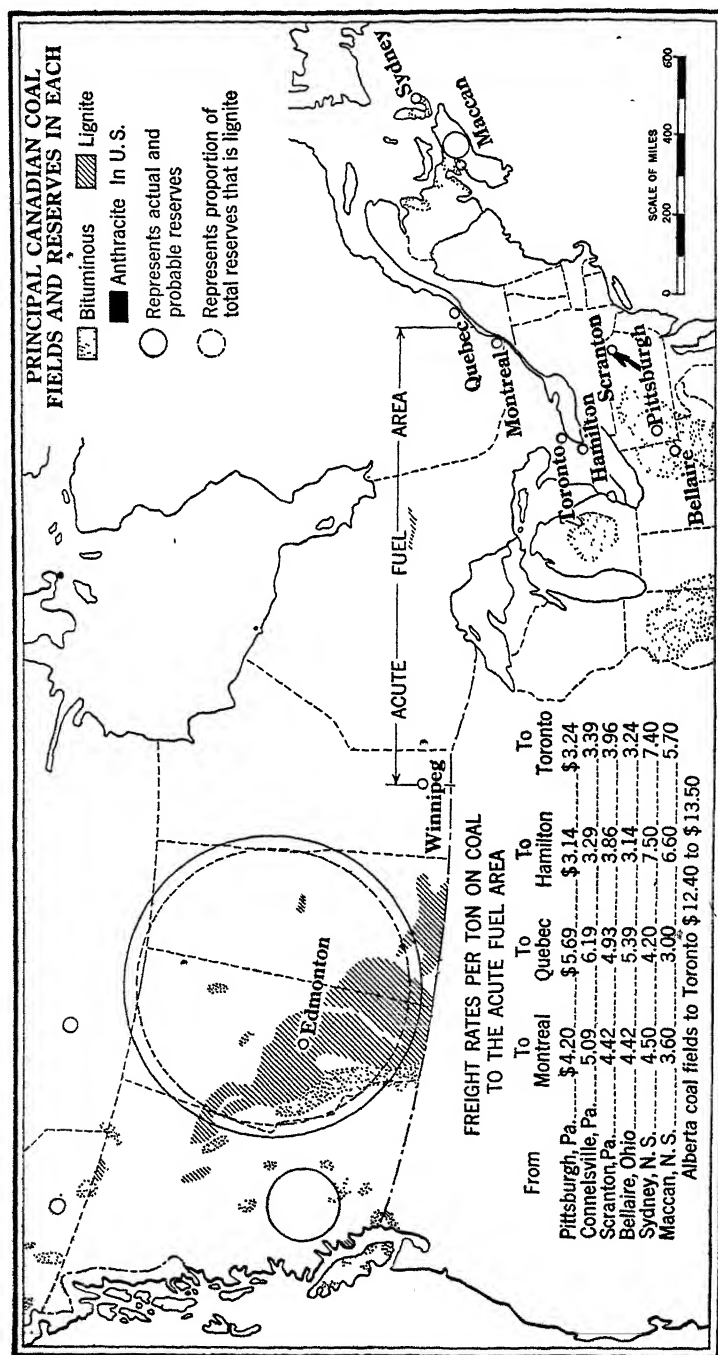 PRINCIPAL CANADIAN COAL
FIELDS AND RESERVES IN EACH
Bituminous Lignite
Anthracite In U.S.
Represents actual and
probable reserves
Represents proportion of
total reserves that is lignite
Sydney
Maccan
SCALE OF MILES
0 200 400 600
ACUTE FUEL AREA
Quebec
Montreal
Toronto
Hamilton
Scranton
Pittsburgh
Bellaire
Winnipeg
Edmonton
FREIGHT RATES PER TON ON COAL
TO THE ACUTE FUEL AREA
From To Montreal To Quebec To Hamilton To Toronto
Pittsburgh, Pa. $4.20 $5.69 $3.14 $3.24
Connelsville, Pa. 5.09 6.19 3.29 3.39
Scranton, Pa. 4.42 4.93 3.86 3.96
Bellaire, Ohio 4.42 5.39 3.14 3.24
Sydney, N. S. 4.50 4.20 7.50 7.40
Maccan, N. S. 3.60 3.00 6.60 5.70
Alberta coal fields to Toronto $12.40 to $13.50